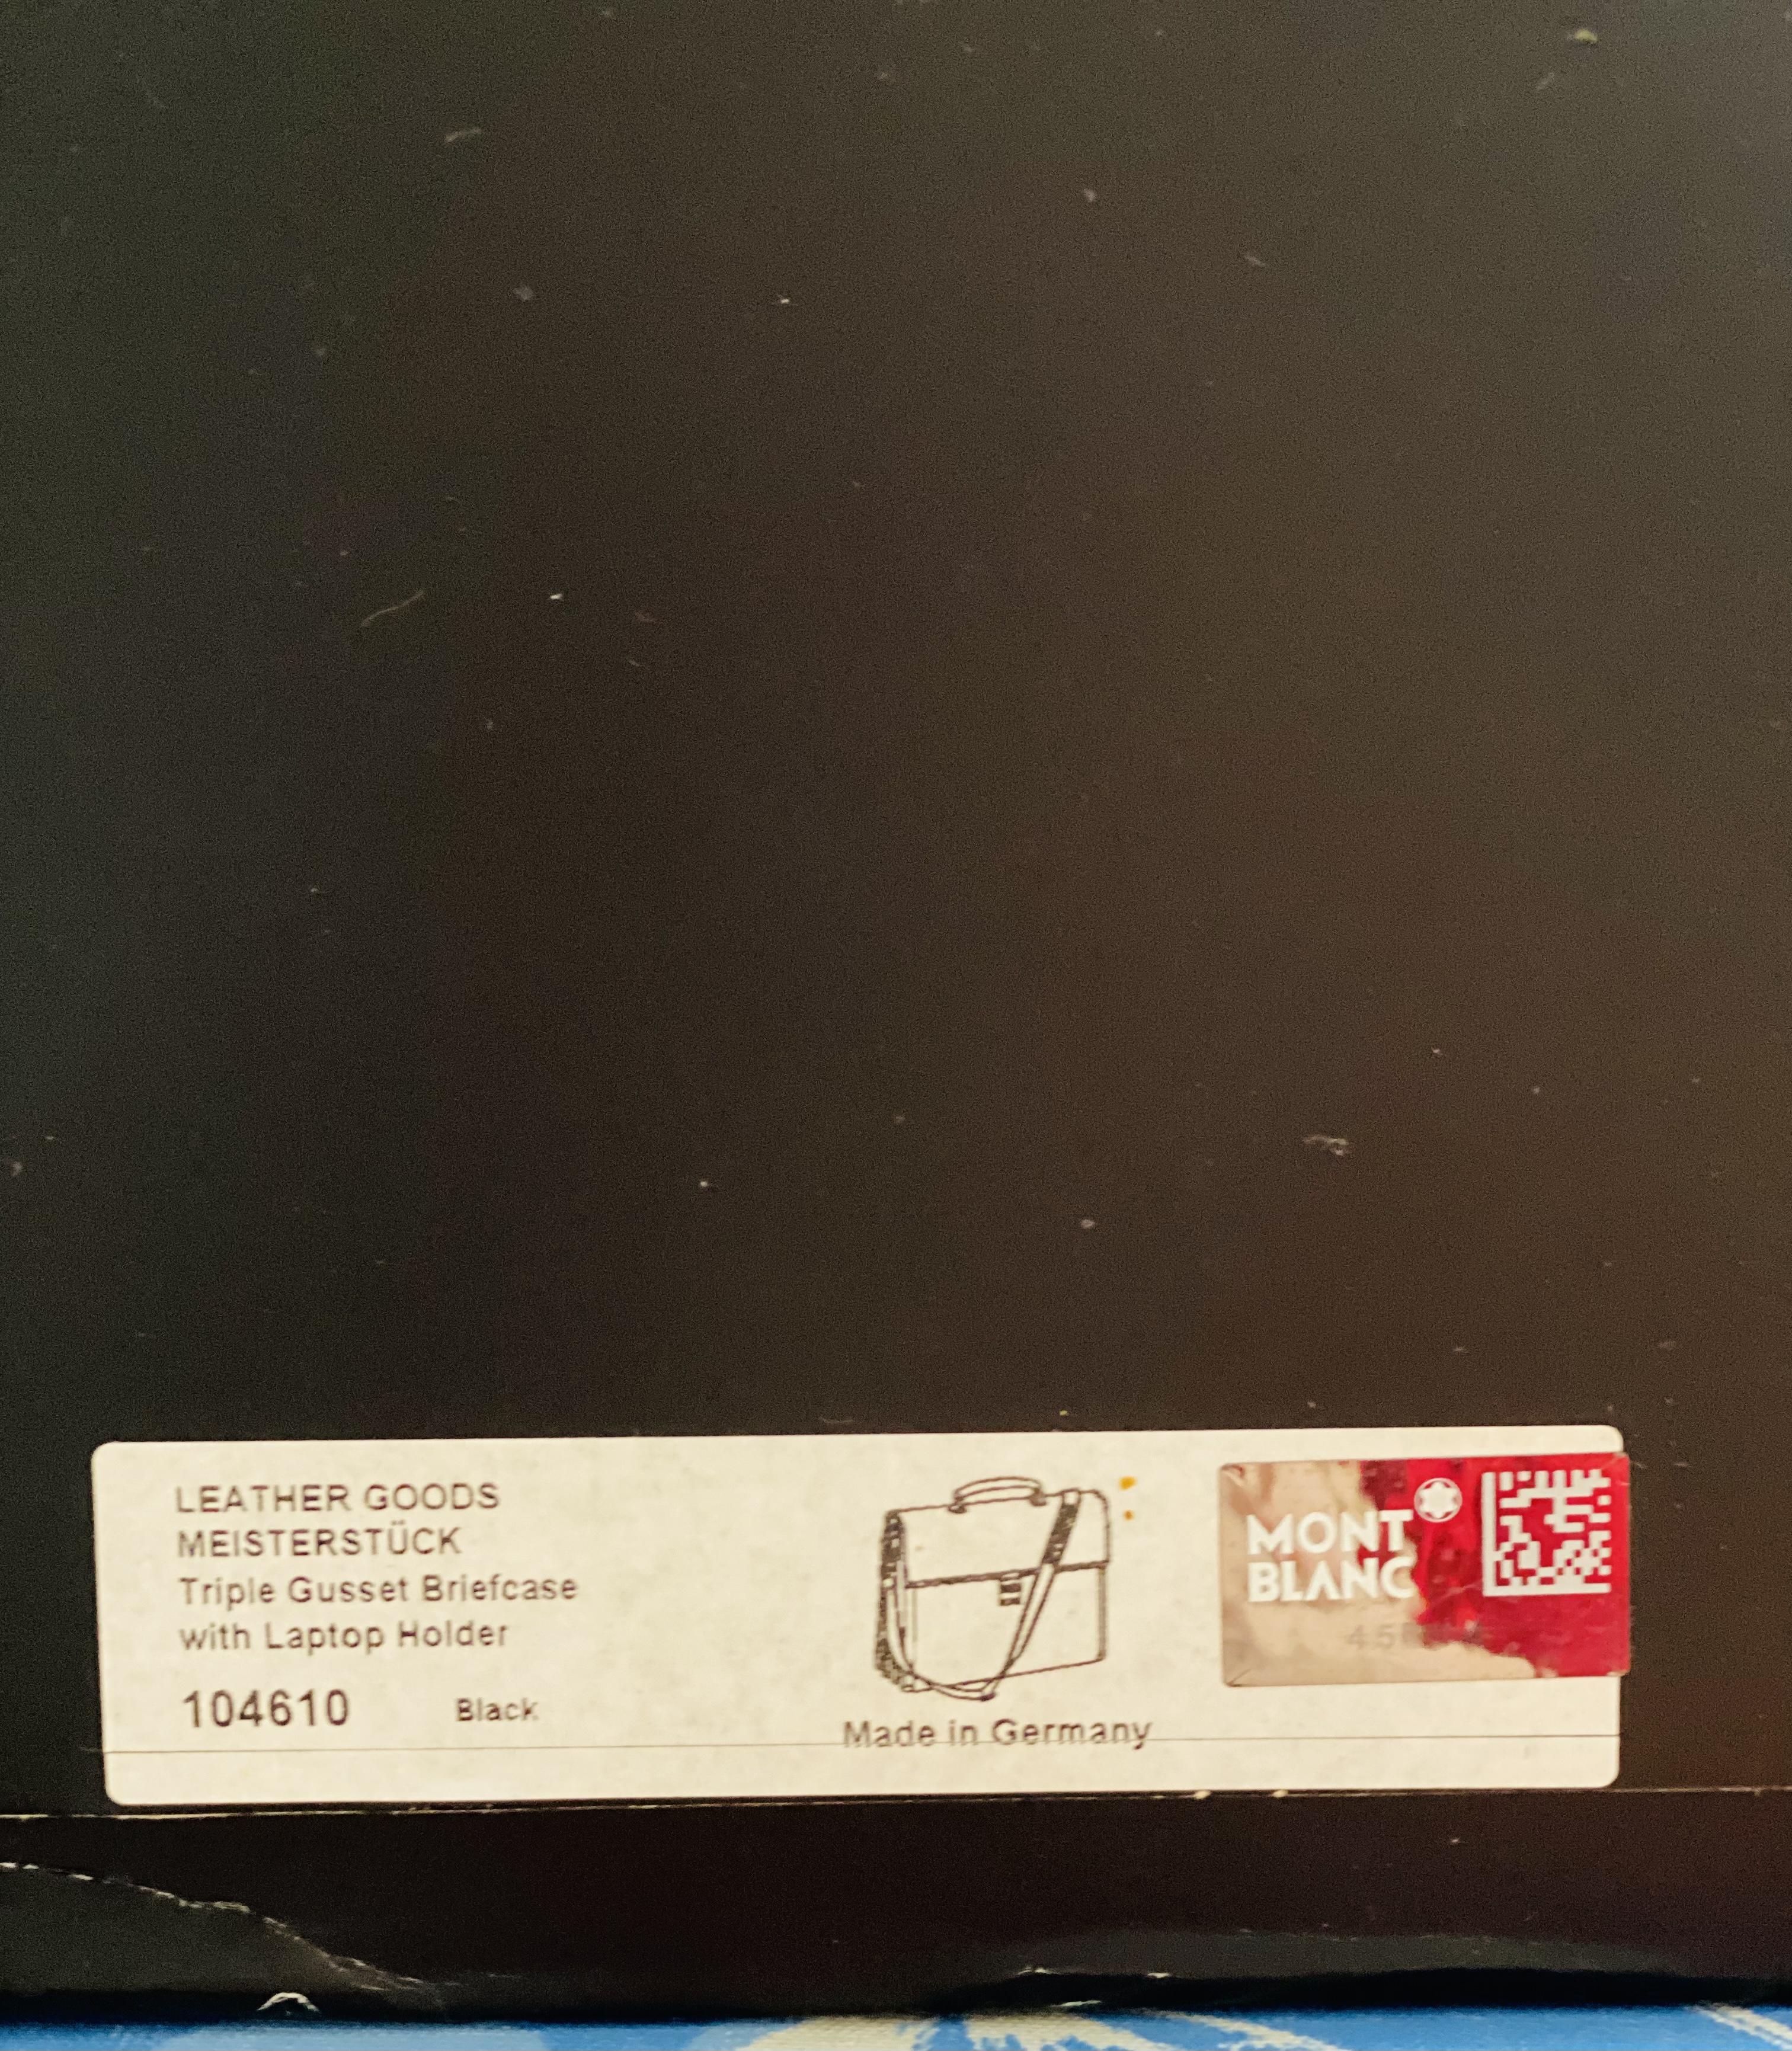 LEATHER GOODS
MEISTERSTÜCK
Triple Gusset Briefcase
with Laptop Holder
104610 Black
Made in Germany
MONT
BLANC